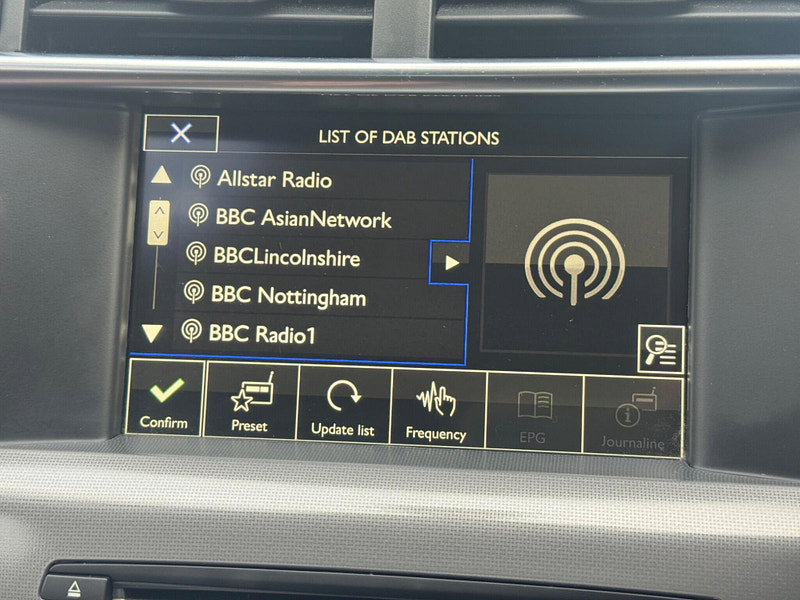 LIST OF DAB STATIONS
Allstar Radio
BBC AsianNetwork
BBCLincolnshire
BBC Nottingham
BBC Radio1
Confirm
Preset
Update list
Frequency
EPG
Journaline